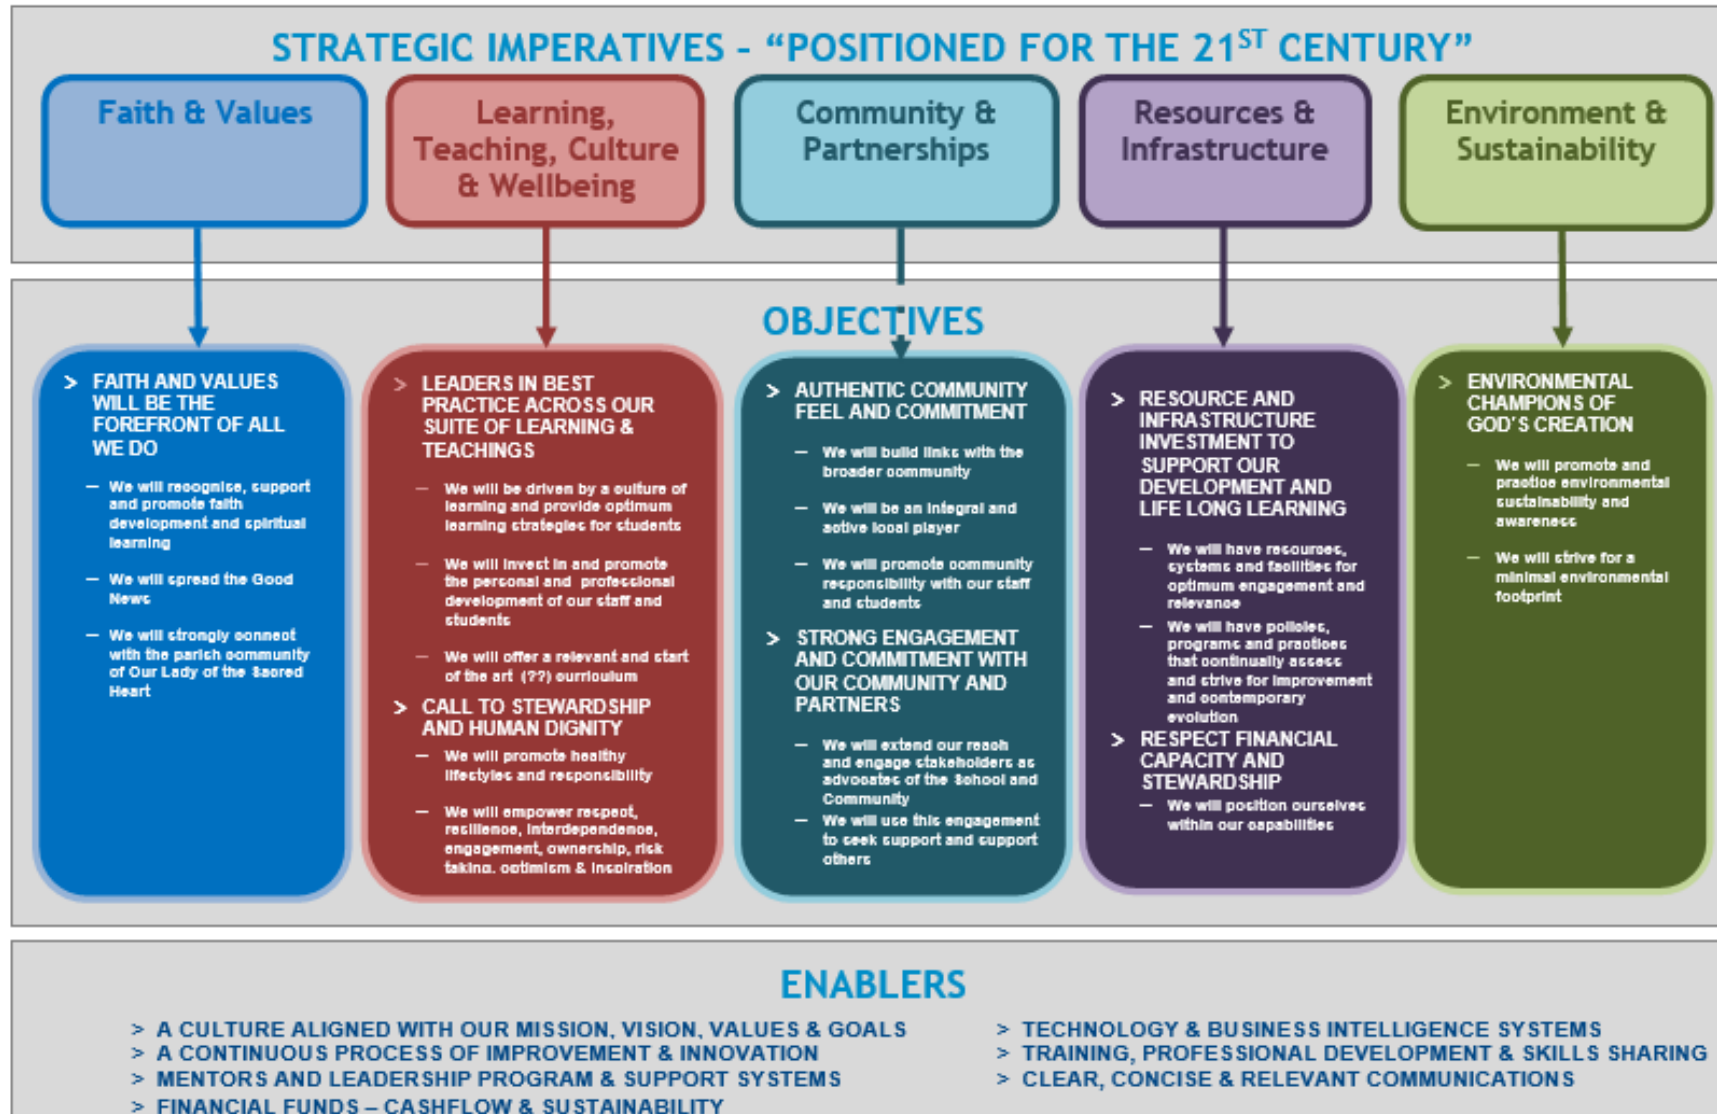 STRATEGIC IMPERATIVES – “POSITIONED FOR THE 21ST CENTURY”
Faith & Values
Learning,
Teaching, Culture
& Wellbeing
Community &
Partnerships
Resources &
Infrastructure
Environment &
Sustainability
OBJECTIVES
> FAITH AND VALUES
WILL BE THE
FOREFRONT OF ALL
WE DO
— We will recognise, support
and promote faith
development and spiritual
learning
— We will spread the Good
News
— We will strongly connect
with the parish community
of Our Lady of the Sacred
Heart
> LEADERS IN BEST
PRACTICE ACROSS OUR
SUITE OF LEARNING &
TEACHINGS
— We will be driven by a culture of
learning and provide optimum
learning strategies for students
— We will invest in and promote
the personal and professional
development of our staff and
students
— We will offer a relevant and start
of the art (??) curriculum
> CALL TO STEWARDSHIP
AND HUMAN DIGNITY
— We will promote healthy
lifestyles and responsibility
— We will empower respect,
resilience, interdependence,
engagement, ownership, risk
taking, optimism & inspiration
> AUTHENTIC COMMUNITY
FEEL AND COMMITMENT
— We will build links with the
broader community
— We will be an integral and
active local player
— We will promote community
responsibility with our staff
and students
> STRONG ENGAGEMENT
AND COMMITMENT WITH
OUR COMMUNITY AND
PARTNERS
— We will extend our reach
and engage stakeholders as
advocates of the School and
Community
— We will use this engagement
to seek support and support
others
> RESOURCE AND
INFRASTRUCTURE
INVESTMENT TO
SUPPORT OUR
DEVELOPMENT AND
LIFE LONG LEARNING
— We will have resources,
systems and facilities for
optimum engagement and
relevance
— We will have policies,
programs and practices
that continually assess
and strive for improvement
and contemporary
evolution
> RESPECT FINANCIAL
CAPACITY AND
STEWARDSHIP
— We will position ourselves
within our capabilities
> ENVIRONMENTAL
CHAMPIONS OF
GOD'S CREATION
— We will promote and
practice environmental
sustainability and
awareness
— We will strive for a
minimal environmental
footprint
ENABLERS
> A CULTURE ALIGNED WITH OUR MISSION, VISION, VALUES & GOALS
> A CONTINUOUS PROCESS OF IMPROVEMENT & INNOVATION
> MENTORS AND LEADERSHIP PROGRAM & SUPPORT SYSTEMS
> FINANCIAL FUNDS – CASHFLOW & SUSTAINABILITY
> TECHNOLOGY & BUSINESS INTELLIGENCE SYSTEMS
> TRAINING, PROFESSIONAL DEVELOPMENT & SKILLS SHARING
> CLEAR, CONCISE & RELEVANT COMMUNICATIONS